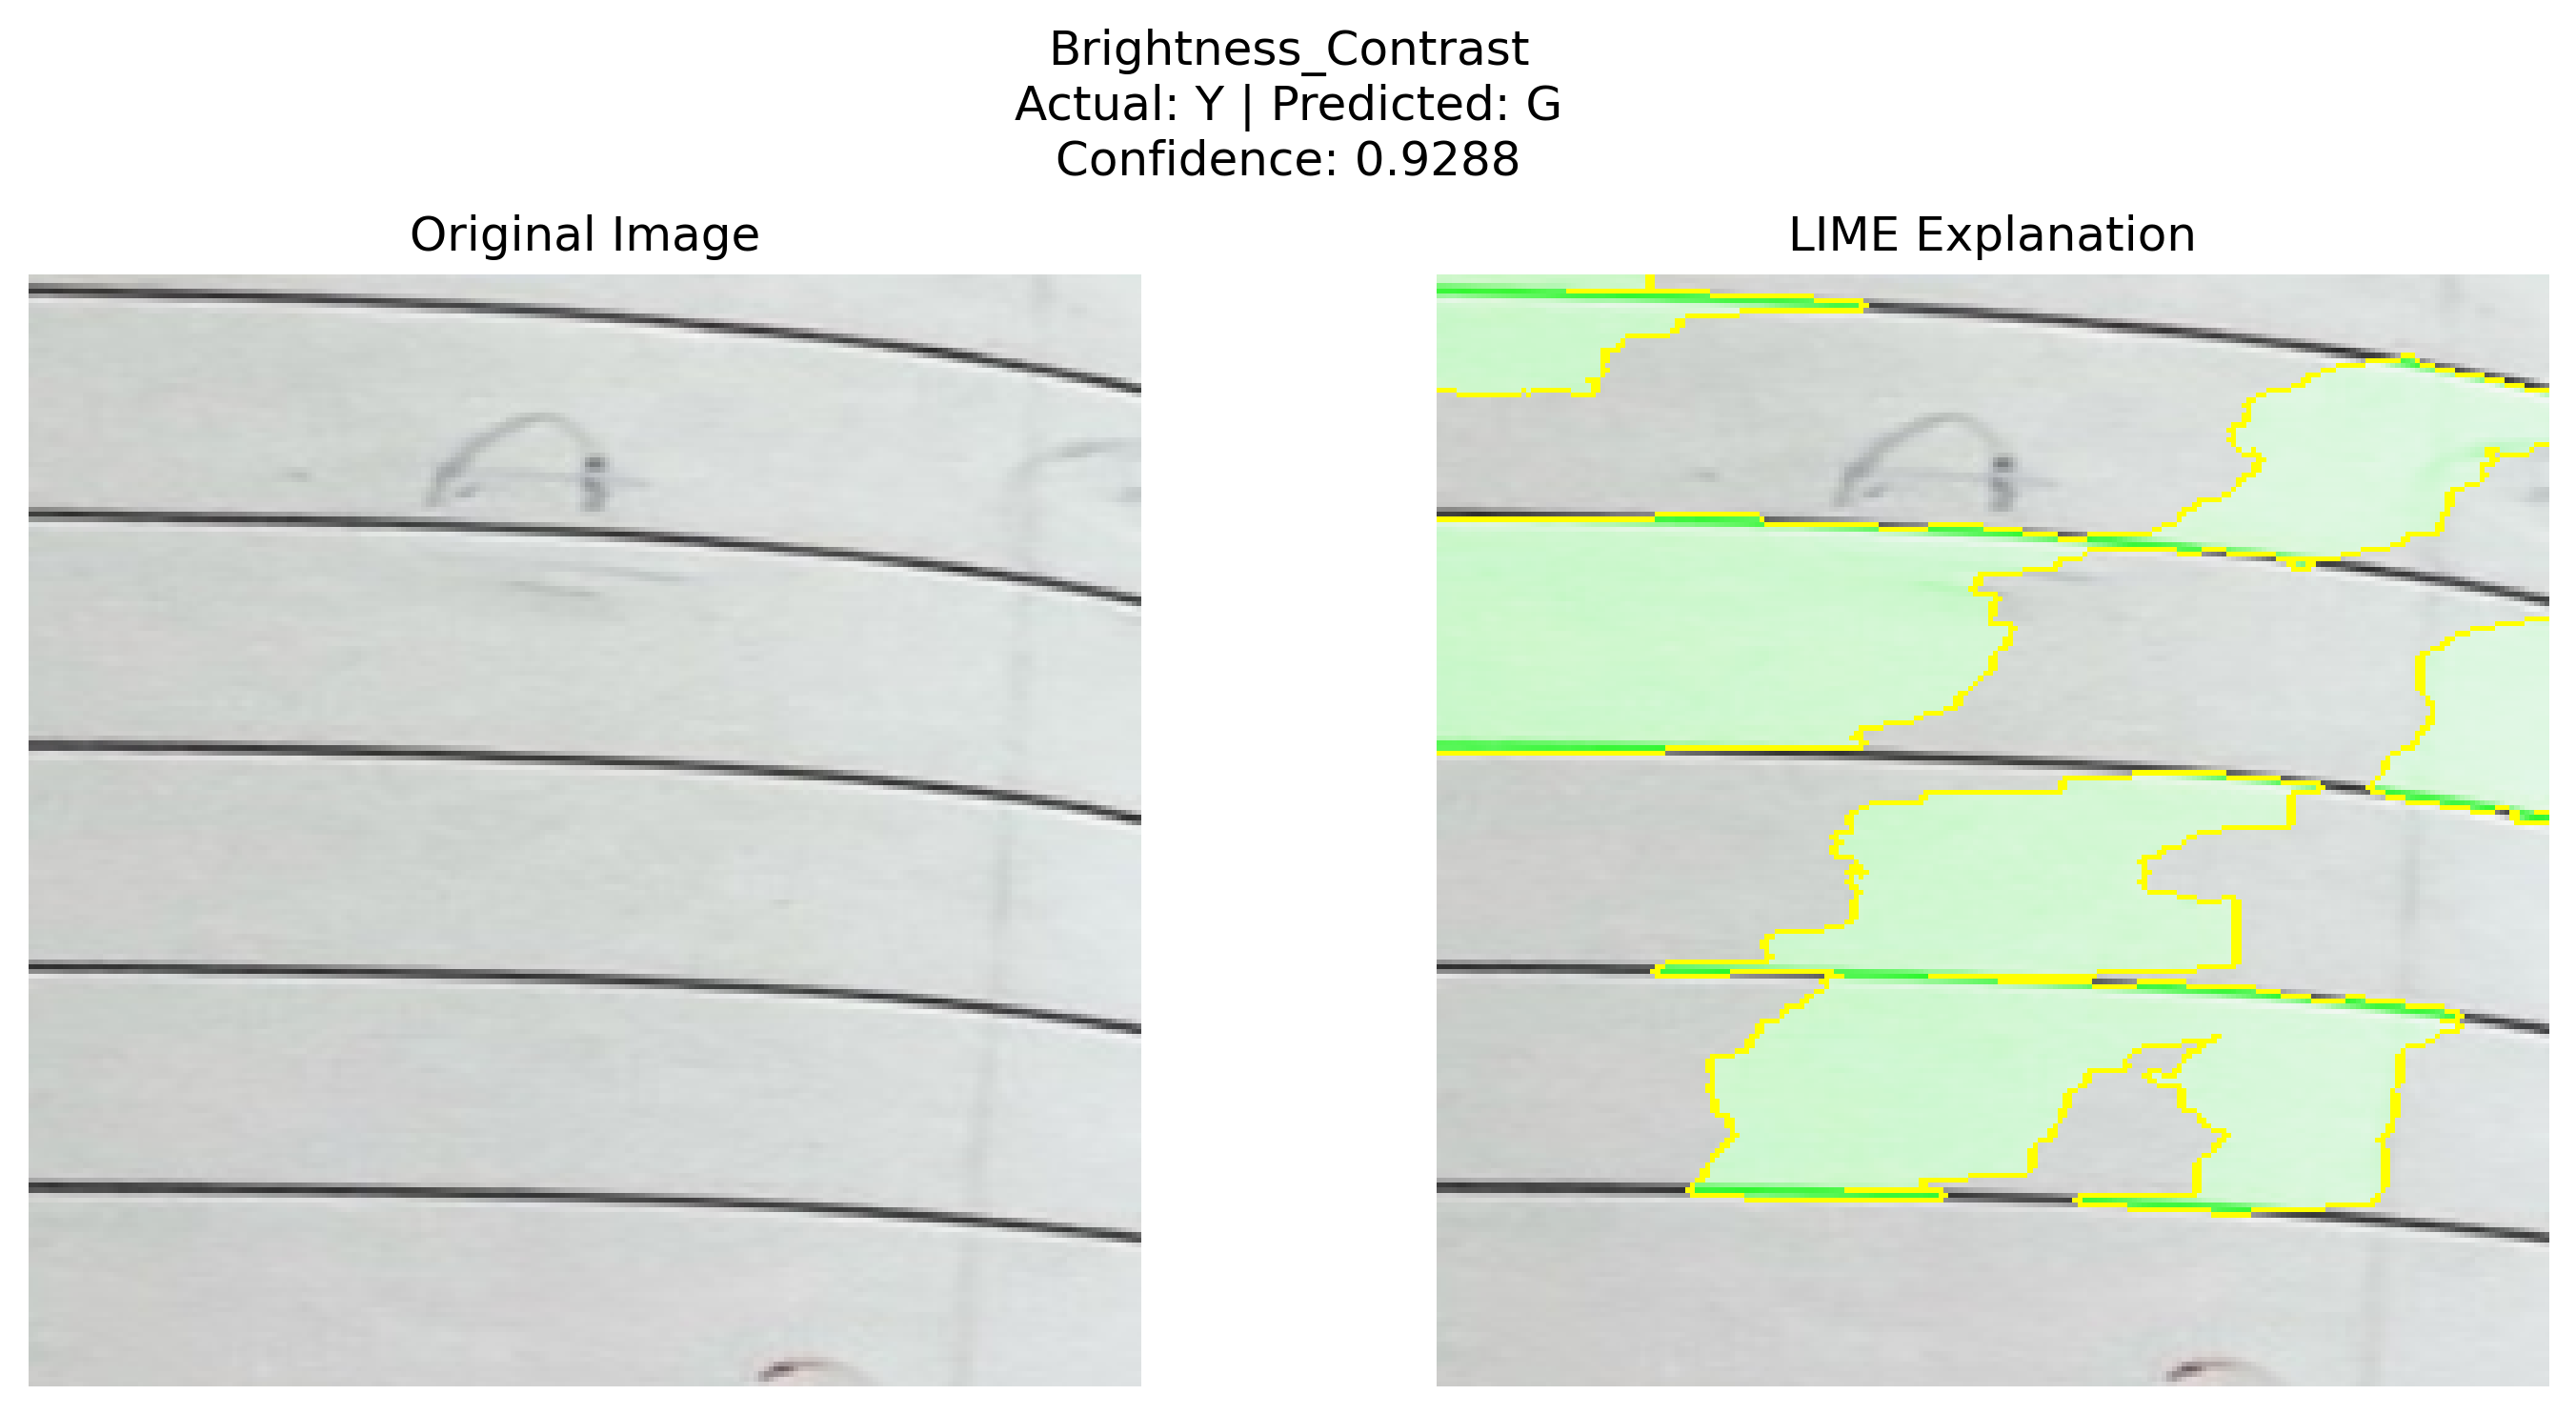 Brightness_Contrast
Actual: Y | Predicted: G
Confidence: 0.9288
Original Image
LIME Explanation